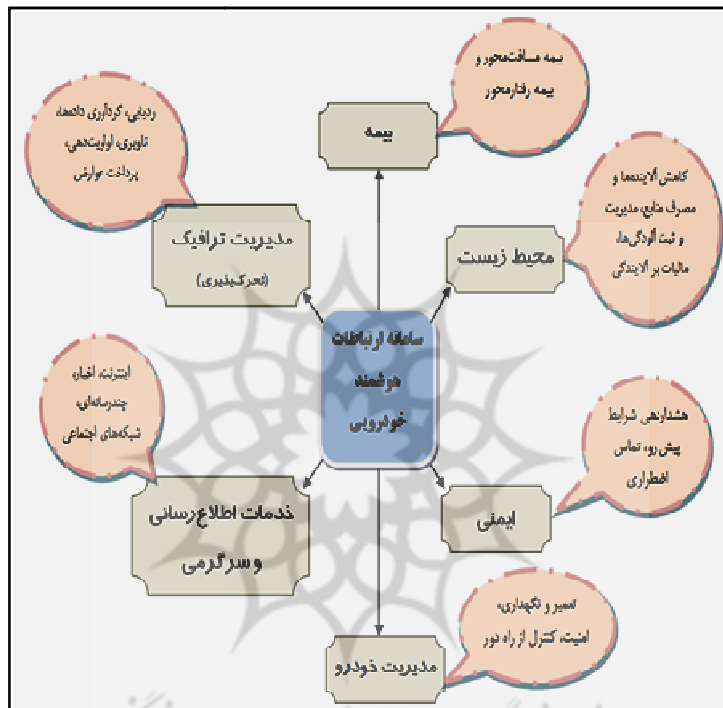 بیمه مسافت‌محور و
بیمه رفتارمحور
بیمه
ردیابی، گردآوری داده‌ها،
ناوبری، اولویت‌دهی،
پرداخت عوارض
مدیریت ترافیک
(تحرک‌پذیری)
کاهش آلاینده‌ها و
مصرف منابع، مدیریت
و ثبت آلودگی‌ها،
مالیات بر آلایندگی
محیط زیست
سامانه ارتباطات
هوشمند
خودرویی
اینترنت، اخبار،
چندرسانه‌ای،
شبکه‌های اجتماعی
خدمات اطلاع‌رسانی
و سرگرمی
هشداردهی شرایط
پیش‌رو، تماس
اضطراری
ایمنی
تعمیر و نگهداری،
امنیت، کنترل از راه دور
مدیریت خودرو